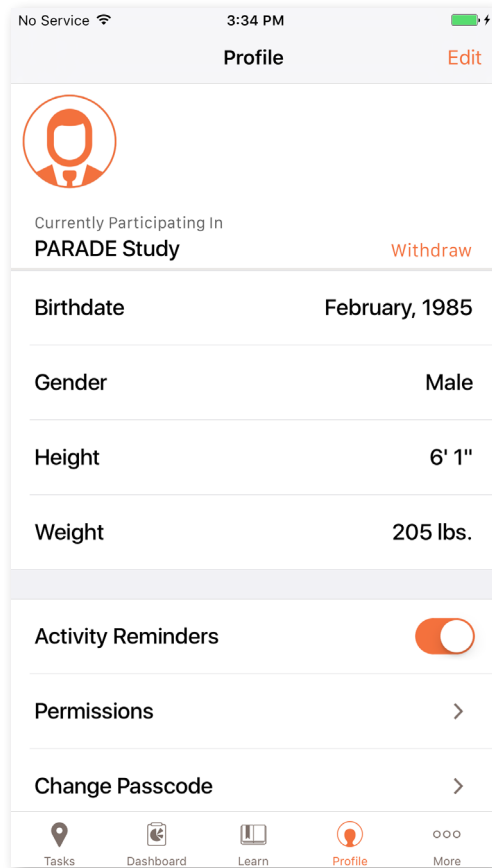 No Service 3:34 PM
Profile Edit
Currently Participating In
PARADE Study Withdraw
Birthdate February, 1985
Gender Male
Height 6' 1"
Weight 205 lbs.
Activity Reminders
Permissions
Change Passcode
Tasks Dashboard Learn Profile More